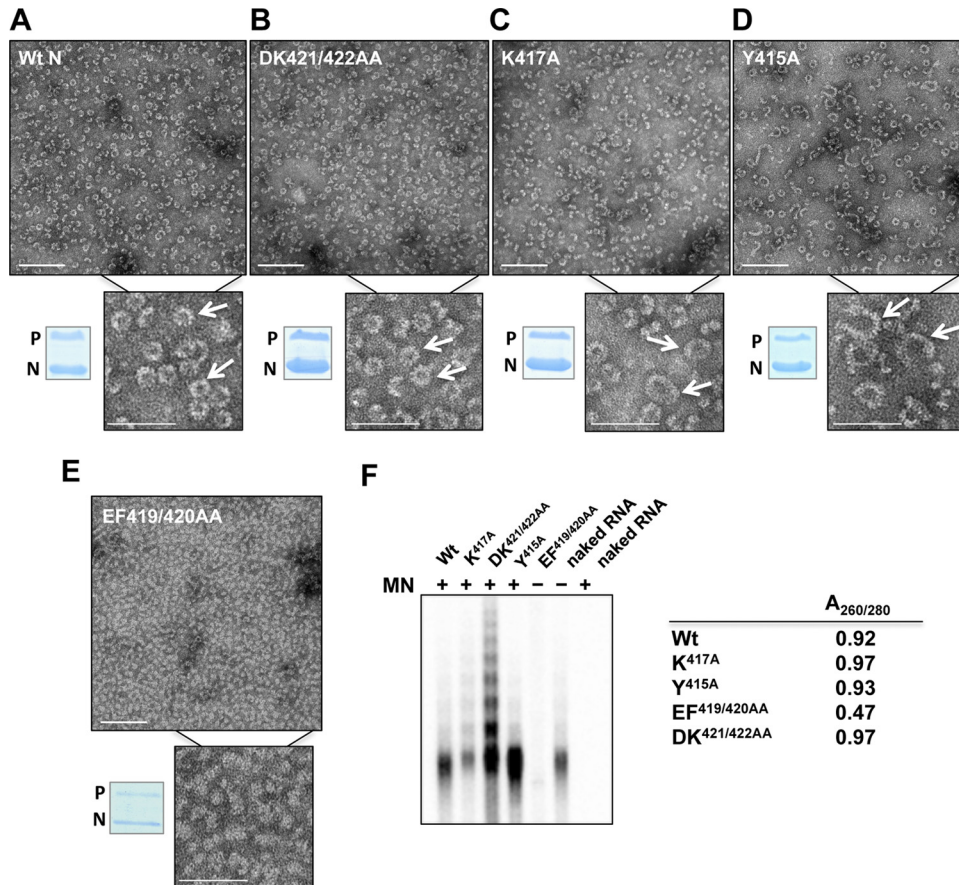 A
B
C
D
Wt N
DK421/422AA
K417A
Y415A
P
N
P
N
P
N
P
N
E
F
EF419/420AA
Wt
K417A
DK421/422AA
Y415A
EF419/420AA
naked RNA
naked RNA
MN + + + + − − +
A260/280
Wt 0.92
K417A 0.97
Y415A 0.93
EF419/420AA 0.47
DK421/422AA 0.97
P
N